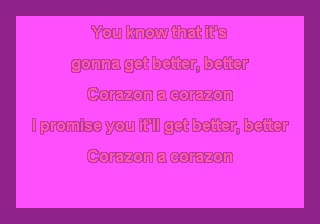 You know that it's
gonna get better, better
Corazon a corazon
I promise you it'll get better, better
Corazon a corazon